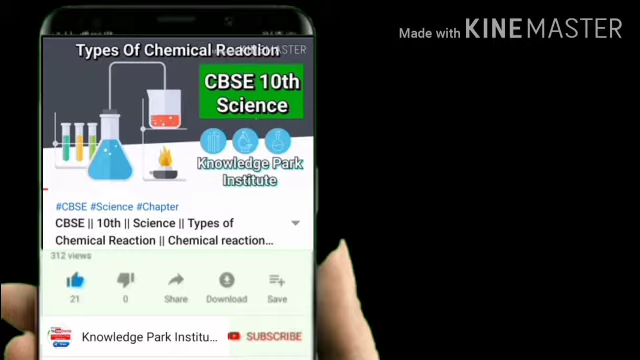 Made with KINEMASTER
Types Of Chemical Reaction
KINEMASTER
CBSE 10th
Science
Knowledge Park
Institute
#CBSE #Science #Chapter
CBSE || 10th || Science || Types of
Chemical Reaction || Chemical reaction...
312 views
21
0
Share
Download
Save
Knowledge Park Institu...
SUBSCRIBE